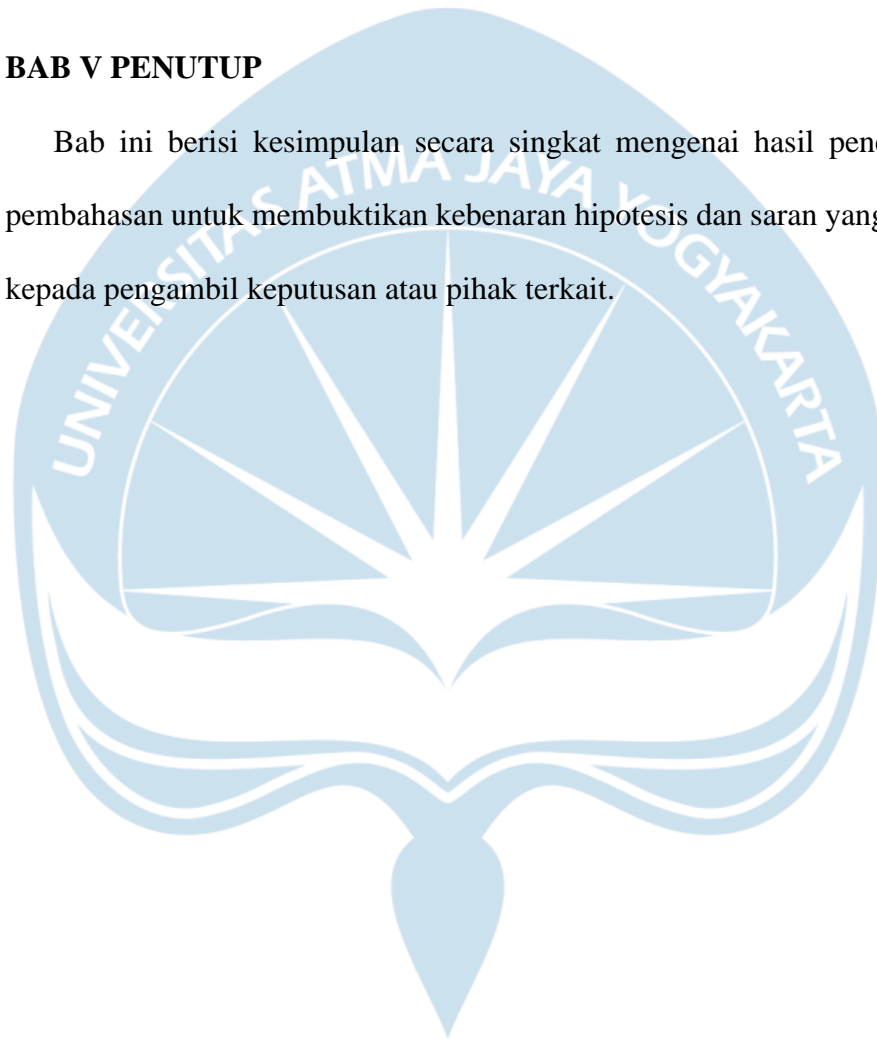 BAB V PENUTUP
Bab ini berisi kesimpulan secara singkat mengenai hasil
pembahasan untuk membuktikan kebenaran hipotesis dan saran yang
kepada pengambil keputusan atau pihak terkait.
UNIVERSITAS ATMA JAYA YOGYAKARTA